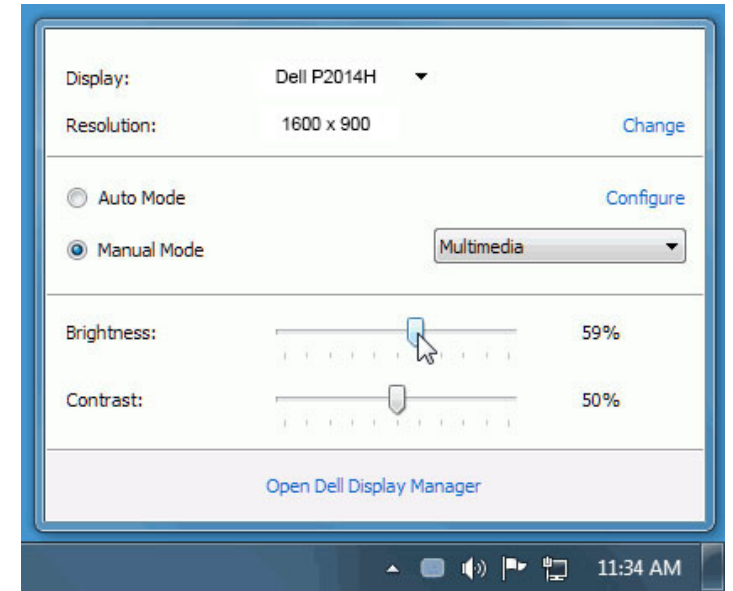 Display: Dell P2014H
Resolution: 1600 x 900 Change
Auto Mode Configure
Manual Mode Multimedia
Brightness: 59%
Contrast: 50%
Open Dell Display Manager
11:34 AM